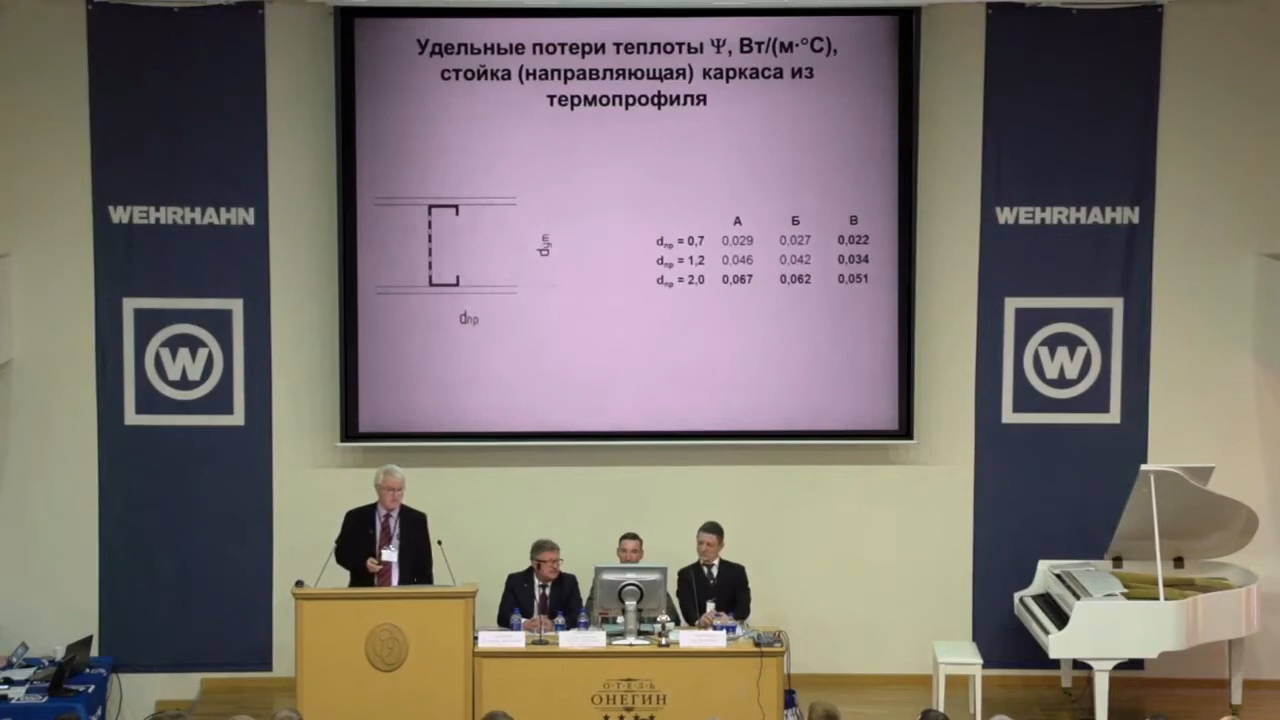 Удельные потери теплоты Ψ, Вт/(м·°С),
стойка (направляющая) каркаса из
термопрофиля
WEHRHAHN
WEHRHAHN
А Б В
dпр = 0,7 0,029 0,027 0,022
dпр = 1,2 0,046 0,042 0,034
dпр = 2,0 0,067 0,062 0,051
dут
dпр
W
W
ОТЕЛЬ
ОНЕГИН